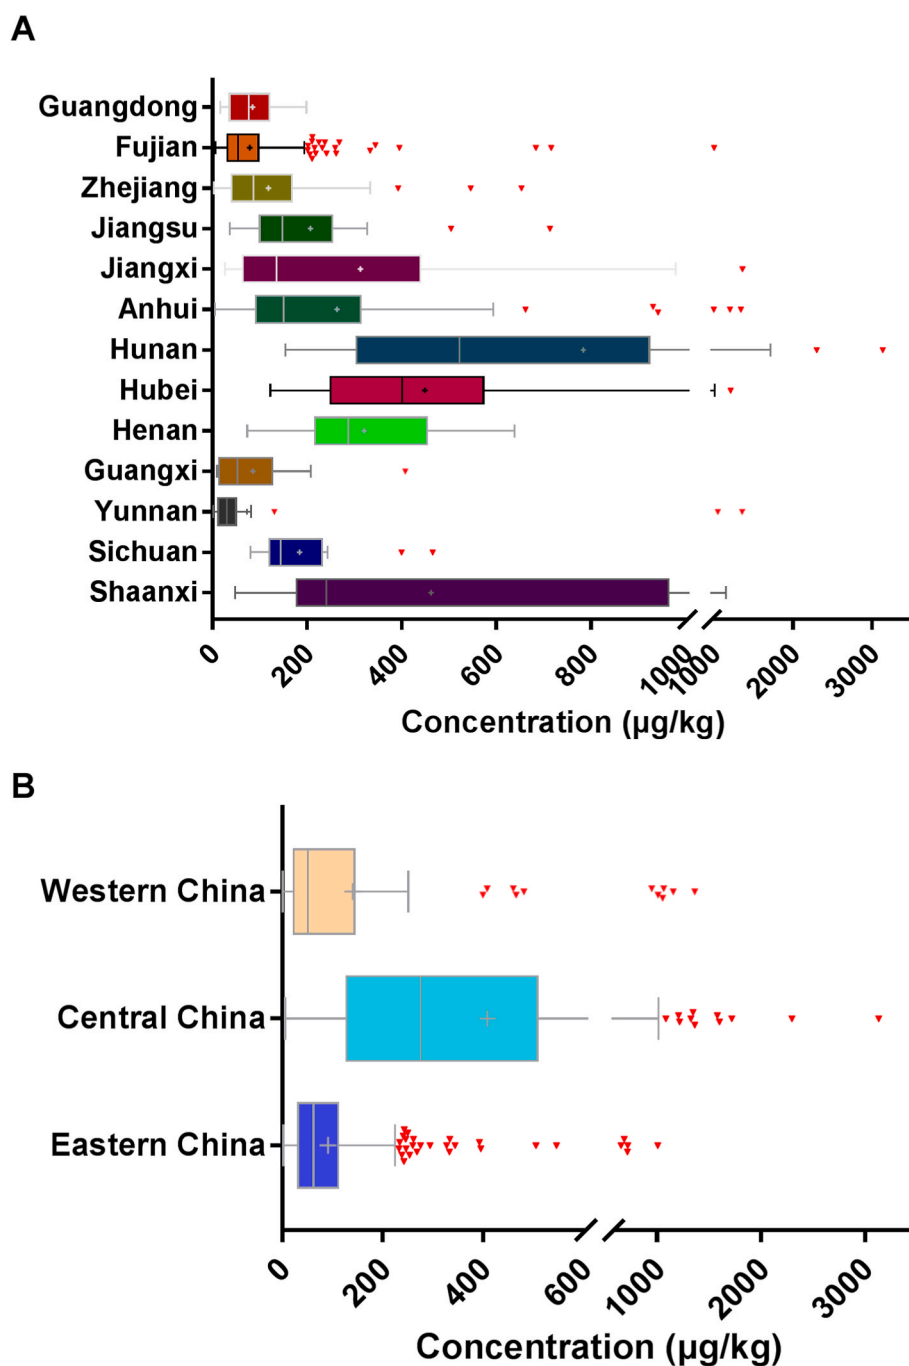 A
Guangdong
Fujian
Zhejiang
Jiangsu
Jiangxi
Anhui
Hunan
Hubei
Henan
Guangxi
Yunnan
Sichuan
Shaanxi
0 200 400 600 800 1000 1000 2000 3000
Concentration (µg/kg)
B
Western China
Central China
Eastern China
0 200 400 600 1000 2000 3000
Concentration (µg/kg)